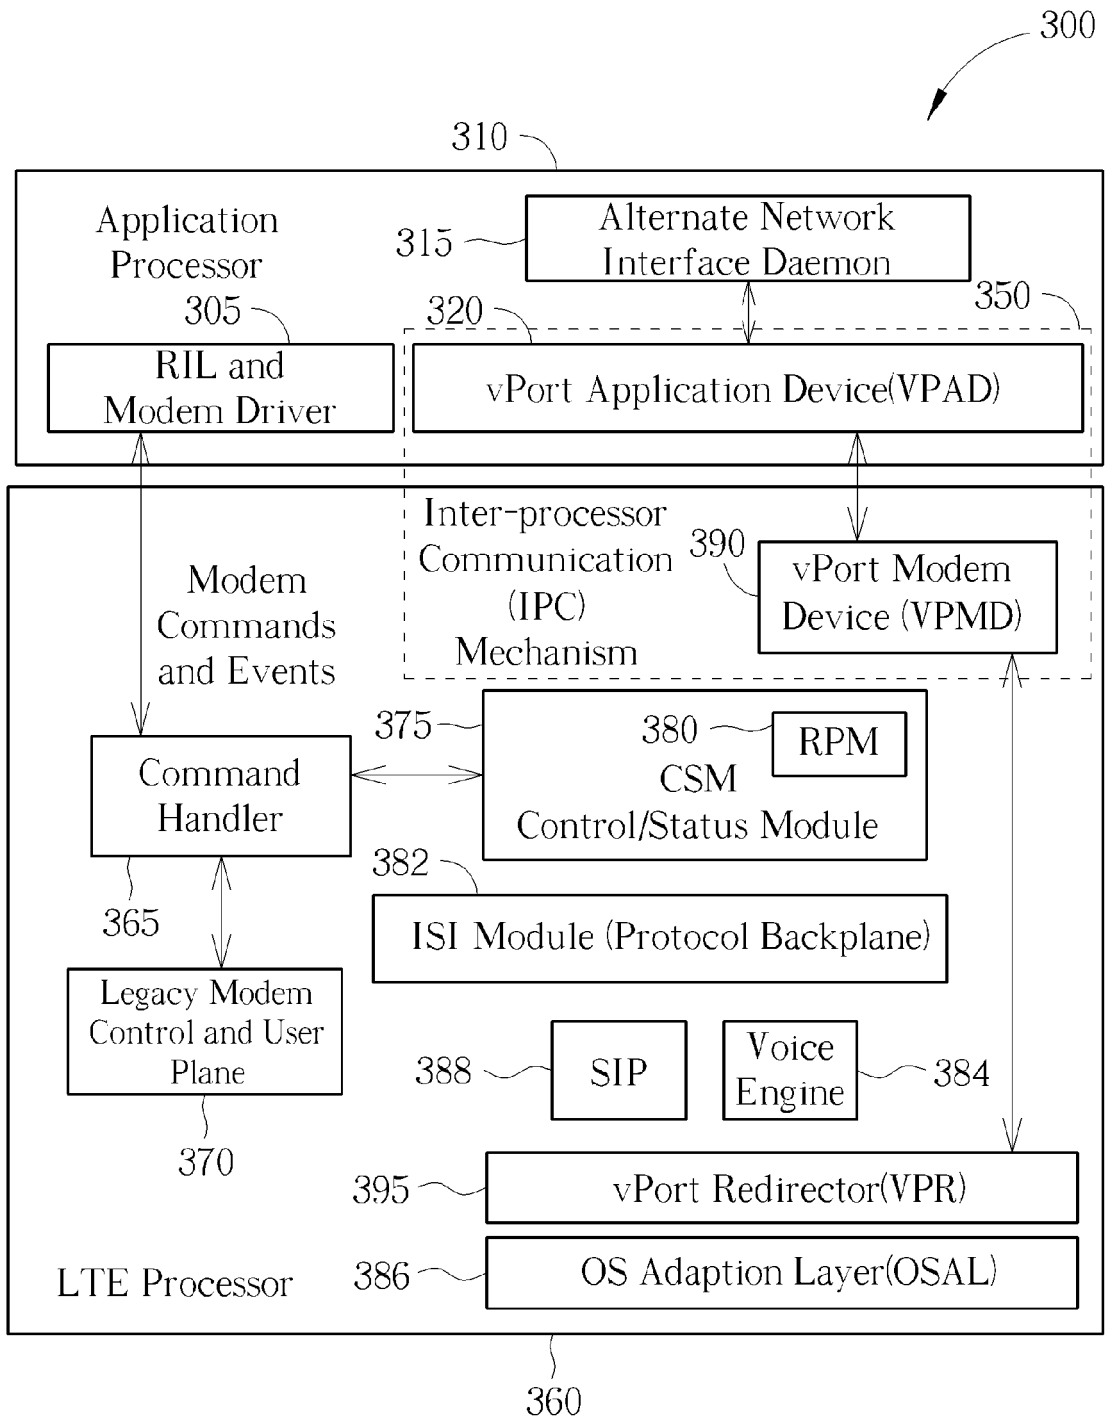 300
310
Application
Processor
Alternate Network
Interface Daemon
315
305
320
350
RIL and
Modem Driver
vPort Application Device(VPAD)
Inter-processor
Communication
(IPC)
Mechanism
390
vPort Modem
Device (VPMD)
Modem
Commands
and Events
375
380
RPM
CSM
Control/Status Module
Command
Handler
365
382
ISI Module (Protocol Backplane)
Legacy Modem
Control and User
Plane
370
388
SIP
Voice
Engine
384
395
vPort Redirector(VPR)
386
OS Adaption Layer(OSAL)
LTE Processor
360